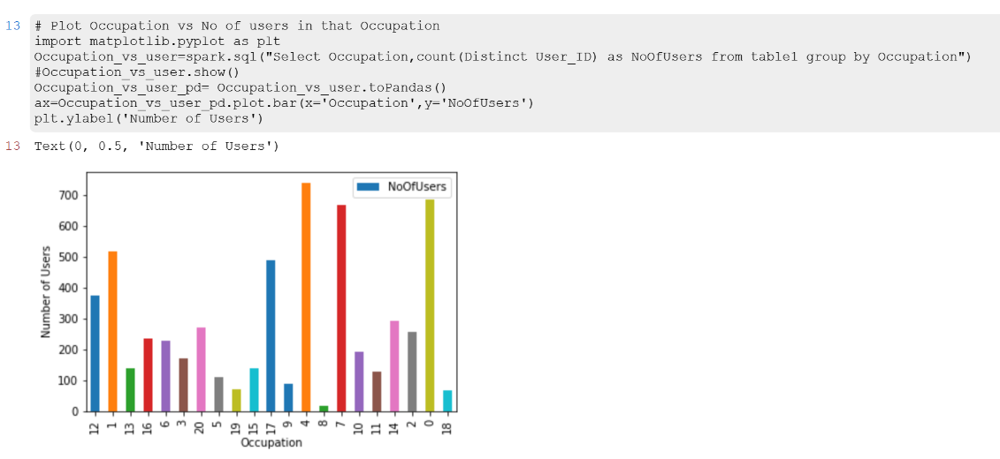 13 # Plot Occupation vs No of users in that Occupation
import matplotlib.pyplot as plt
Occupation_vs_user=spark.sql("Select Occupation,count(Distinct User_ID) as NoOfUsers from table1 group by Occupation")
#Occupation_vs_user.show()
Occupation_vs_user_pd= Occupation_vs_user.toPandas()
ax=Occupation_vs_user_pd.plot.bar(x='Occupation',y='NoOfUsers')
plt.ylabel('Number of Users')
13 Text(0, 0.5, 'Number of Users')
NoOfUsers
700
600
500
400
300
200
100
0
Number of Users
12 1 13 16 6 3 20 5 19 15 17 9 4 8 7 10 11 14 2 0 18
Occupation